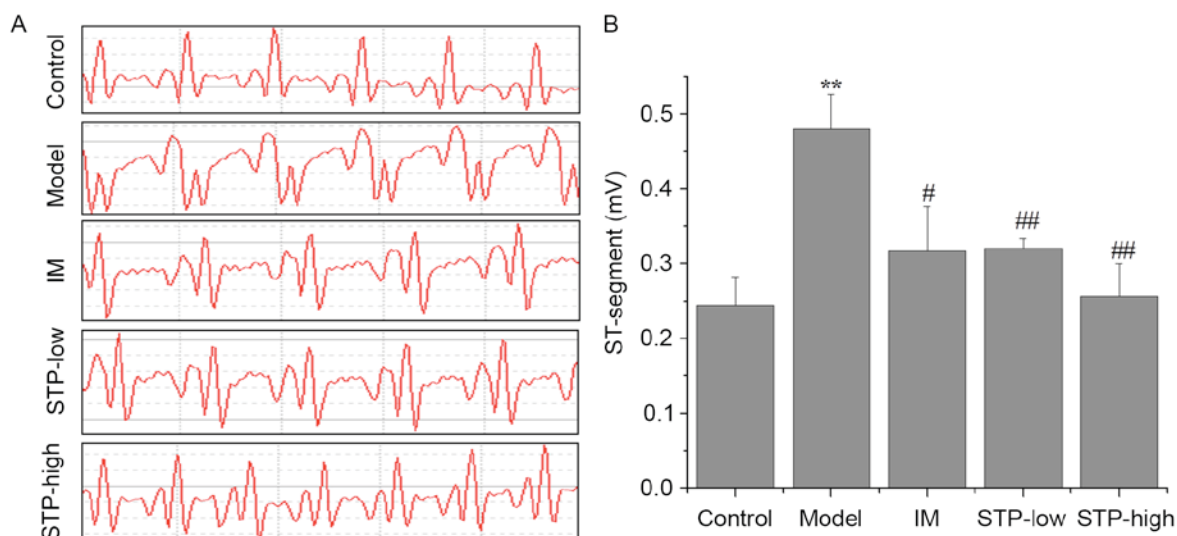 A
Control
Model
IM
STP-low
STP-high
B
ST-segment (mV)
0.5
0.4
0.3
0.2
0.1
0.0
**
#
##
##
Control Model IM STP-low STP-high